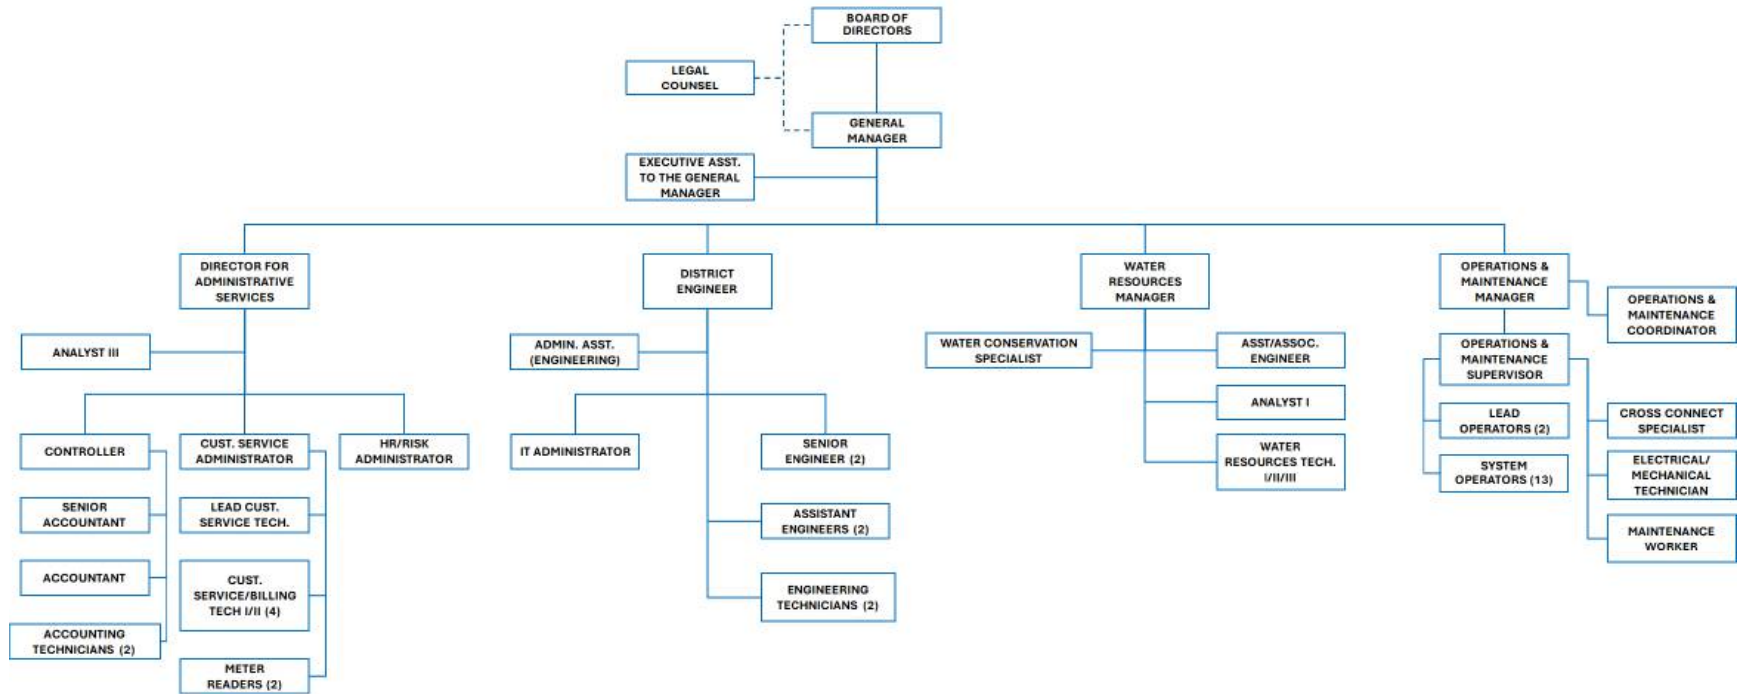 BOARD OF
DIRECTORS
LEGAL
COUNSEL
GENERAL
MANAGER
EXECUTIVE ASST.
TO THE GENERAL
MANAGER
DIRECTOR FOR
ADMINISTRATIVE
SERVICES
ANALYST III
CONTROLLER
SENIOR
ACCOUNTANT
ACCOUNTANT
ACCOUNTING
TECHNICIANS (2)
CUST. SERVICE
ADMINISTRATOR
LEAD CUST.
SERVICE TECH.
CUST.
SERVICE/BILLING
TECH I/II (4)
METER
READERS (2)
HR/RISK
ADMINISTRATOR
DISTRICT
ENGINEER
ADMIN. ASST.
(ENGINEERING)
IT ADMINISTRATOR
SENIOR
ENGINEER (2)
ASSISTANT
ENGINEERS (2)
ENGINEERING
TECHNICIANS (2)
WATER
RESOURCES
MANAGER
WATER CONSERVATION
SPECIALIST
ASST/ASSOC.
ENGINEER
ANALYST I
WATER
RESOURCES TECH.
I/II/III
OPERATIONS &
MAINTENANCE
MANAGER
OPERATIONS &
MAINTENANCE
COORDINATOR
OPERATIONS &
MAINTENANCE
SUPERVISOR
LEAD
OPERATORS (2)
SYSTEM
OPERATORS (13)
CROSS CONNECT
SPECIALIST
ELECTRICAL/
MECHANICAL
TECHNICIAN
MAINTENANCE
WORKER